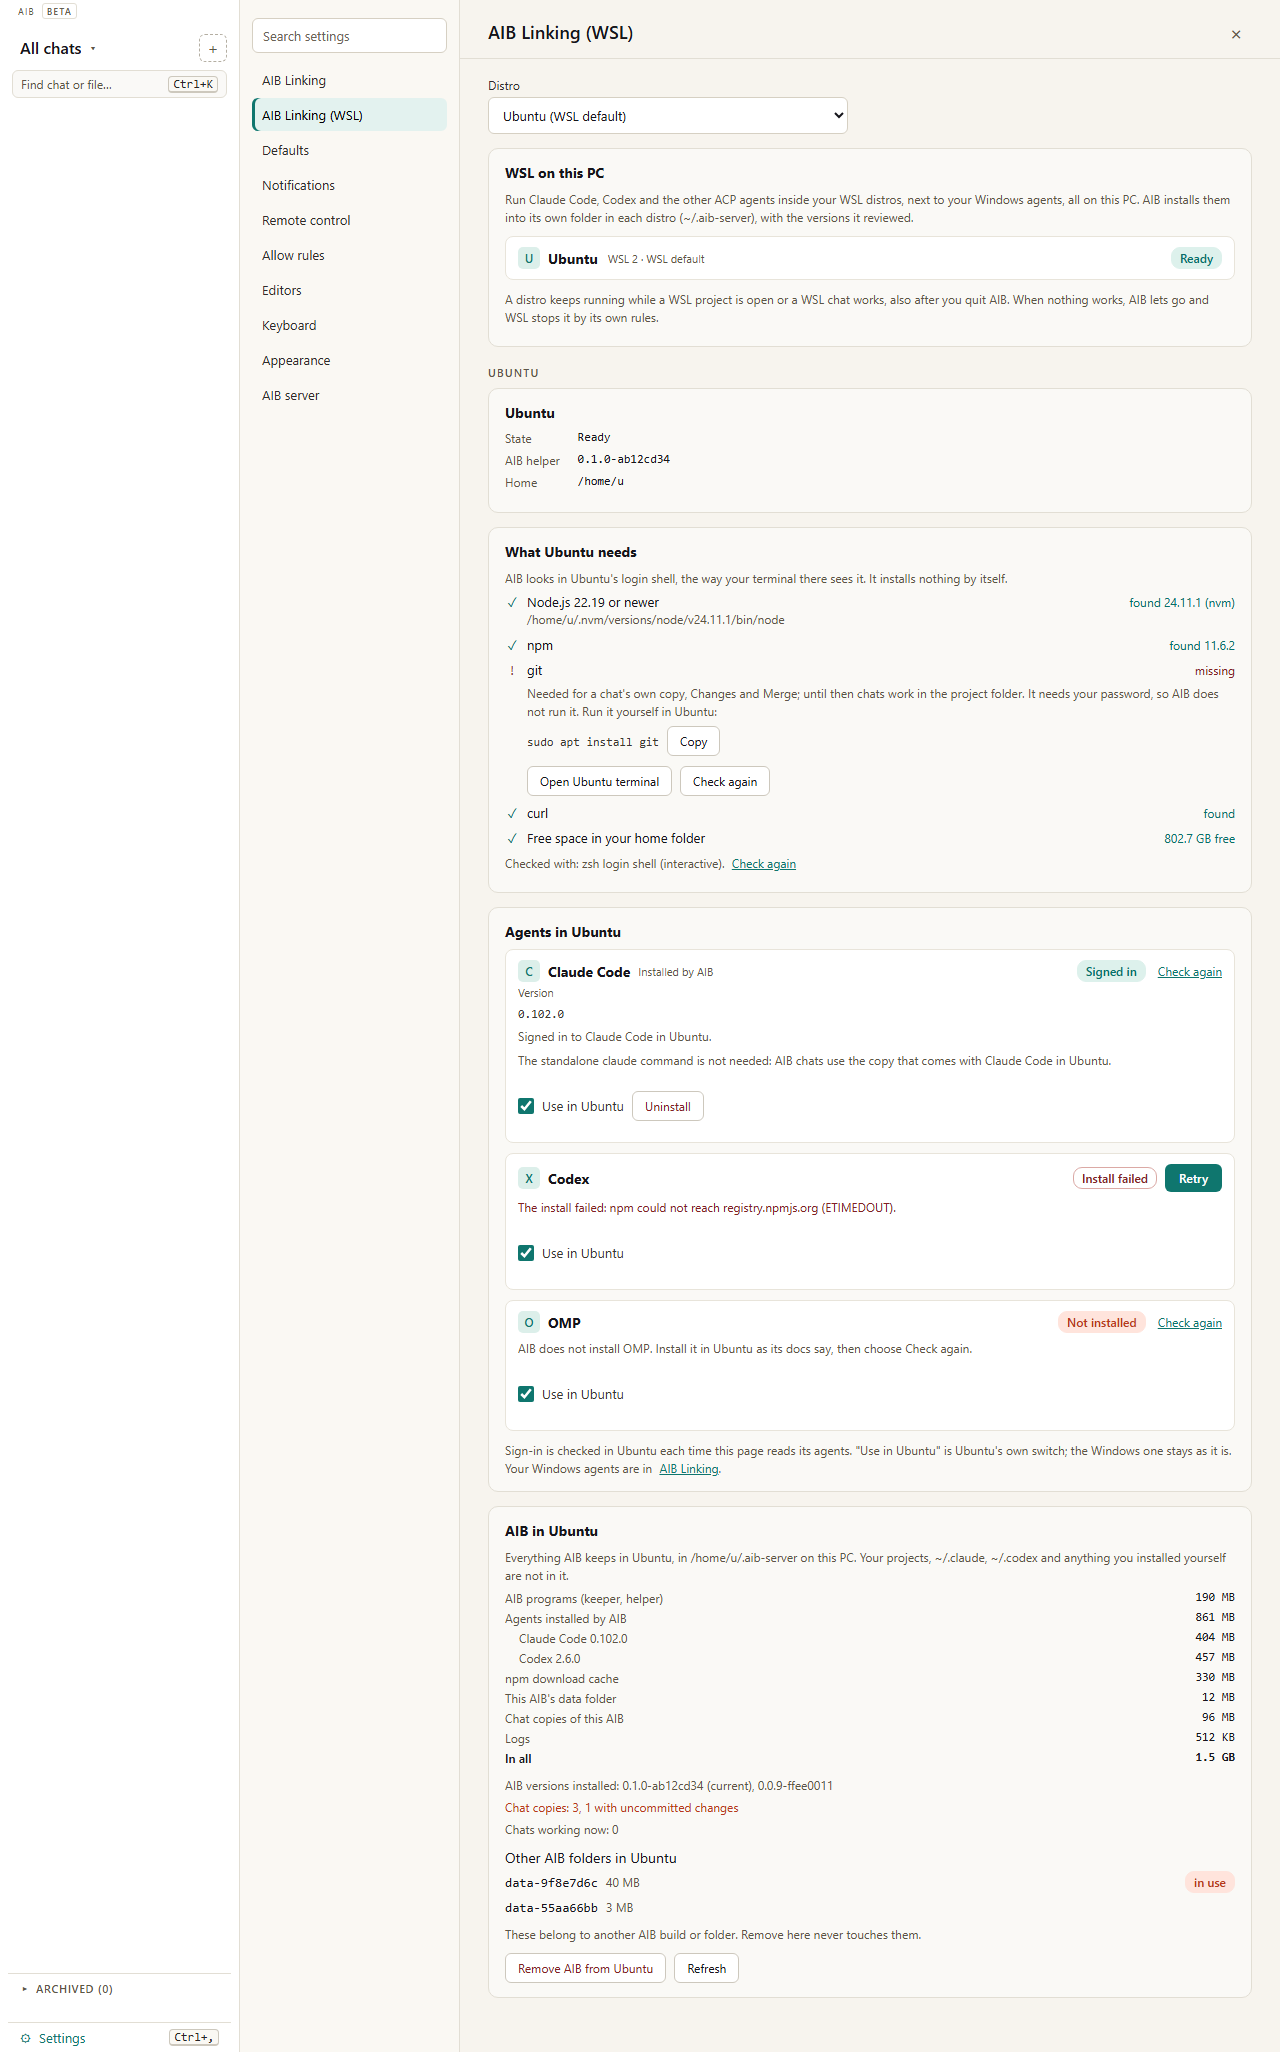 AIB BETA
All chats
+
Find chat or file... Ctrl+K
ARCHIVED (0)
Settings Ctrl+,
Search settings
AIB Linking
AIB Linking (WSL)
Defaults
Notifications
Remote control
Allow rules
Editors
Keyboard
Appearance
AIB server
AIB Linking (WSL)
×
Distro
Ubuntu (WSL default)
WSL on this PC
Run Claude Code, Codex and the other ACP agents inside your WSL distros, next to your Windows agents, all on this PC. AIB installs them
into its own folder in each distro (~/.aib-server), with the versions it reviewed.
U Ubuntu WSL 2 · WSL default Ready
A distro keeps running while a WSL project is open or a WSL chat works, also after you quit AIB. When nothing works, AIB lets go and
WSL stops it by its own rules.
UBUNTU
Ubuntu
State Ready
AIB helper 0.1.0-ab12cd34
Home /home/u
What Ubuntu needs
AIB looks in Ubuntu's login shell, the way your terminal there sees it. It installs nothing by itself.
✓ Node.js 22.19 or newer found 24.11.1 (nvm)
/home/u/.nvm/versions/node/v24.11.1/bin/node
✓ npm found 11.6.2
! git missing
Needed for a chat's own copy, Changes and Merge; until then chats work in the project folder. It needs your password, so AIB does
not run it. Run it yourself in Ubuntu:
sudo apt install git Copy
Open Ubuntu terminal Check again
✓ curl found
✓ Free space in your home folder 802.7 GB free
Checked with: zsh login shell (interactive). Check again
Agents in Ubuntu
C Claude Code Installed by AIB Signed in Check again
Version
0.102.0
Signed in to Claude Code in Ubuntu.
The standalone claude command is not needed: AIB chats use the copy that comes with Claude Code in Ubuntu.
Use in Ubuntu Uninstall
X Codex Install failed Retry
The install failed: npm could not reach registry.npmjs.org (ETIMEDOUT).
Use in Ubuntu
O OMP Not installed Check again
AIB does not install OMP. Install it in Ubuntu as its docs say, then choose Check again.
Use in Ubuntu
Sign-in is checked in Ubuntu each time this page reads its agents. "Use in Ubuntu" is Ubuntu's own switch; the Windows one stays as it is.
Your Windows agents are in AIB Linking.
AIB in Ubuntu
Everything AIB keeps in Ubuntu, in /home/u/.aib-server on this PC. Your projects, ~/.claude, ~/.codex and anything you installed yourself
are not in it.
AIB programs (keeper, helper) 190 MB
Agents installed by AIB 861 MB
Claude Code 0.102.0 404 MB
Codex 2.6.0 457 MB
npm download cache 330 MB
This AIB's data folder 12 MB
Chat copies of this AIB 96 MB
Logs 512 KB
In all 1.5 GB
AIB versions installed: 0.1.0-ab12cd34 (current), 0.0.9-ffee0011
Chat copies: 3, 1 with uncommitted changes
Chats working now: 0
Other AIB folders in Ubuntu
data-9f8e7d6c 40 MB in use
data-55aa66bb 3 MB
These belong to another AIB build or folder. Remove here never touches them.
Remove AIB from Ubuntu Refresh